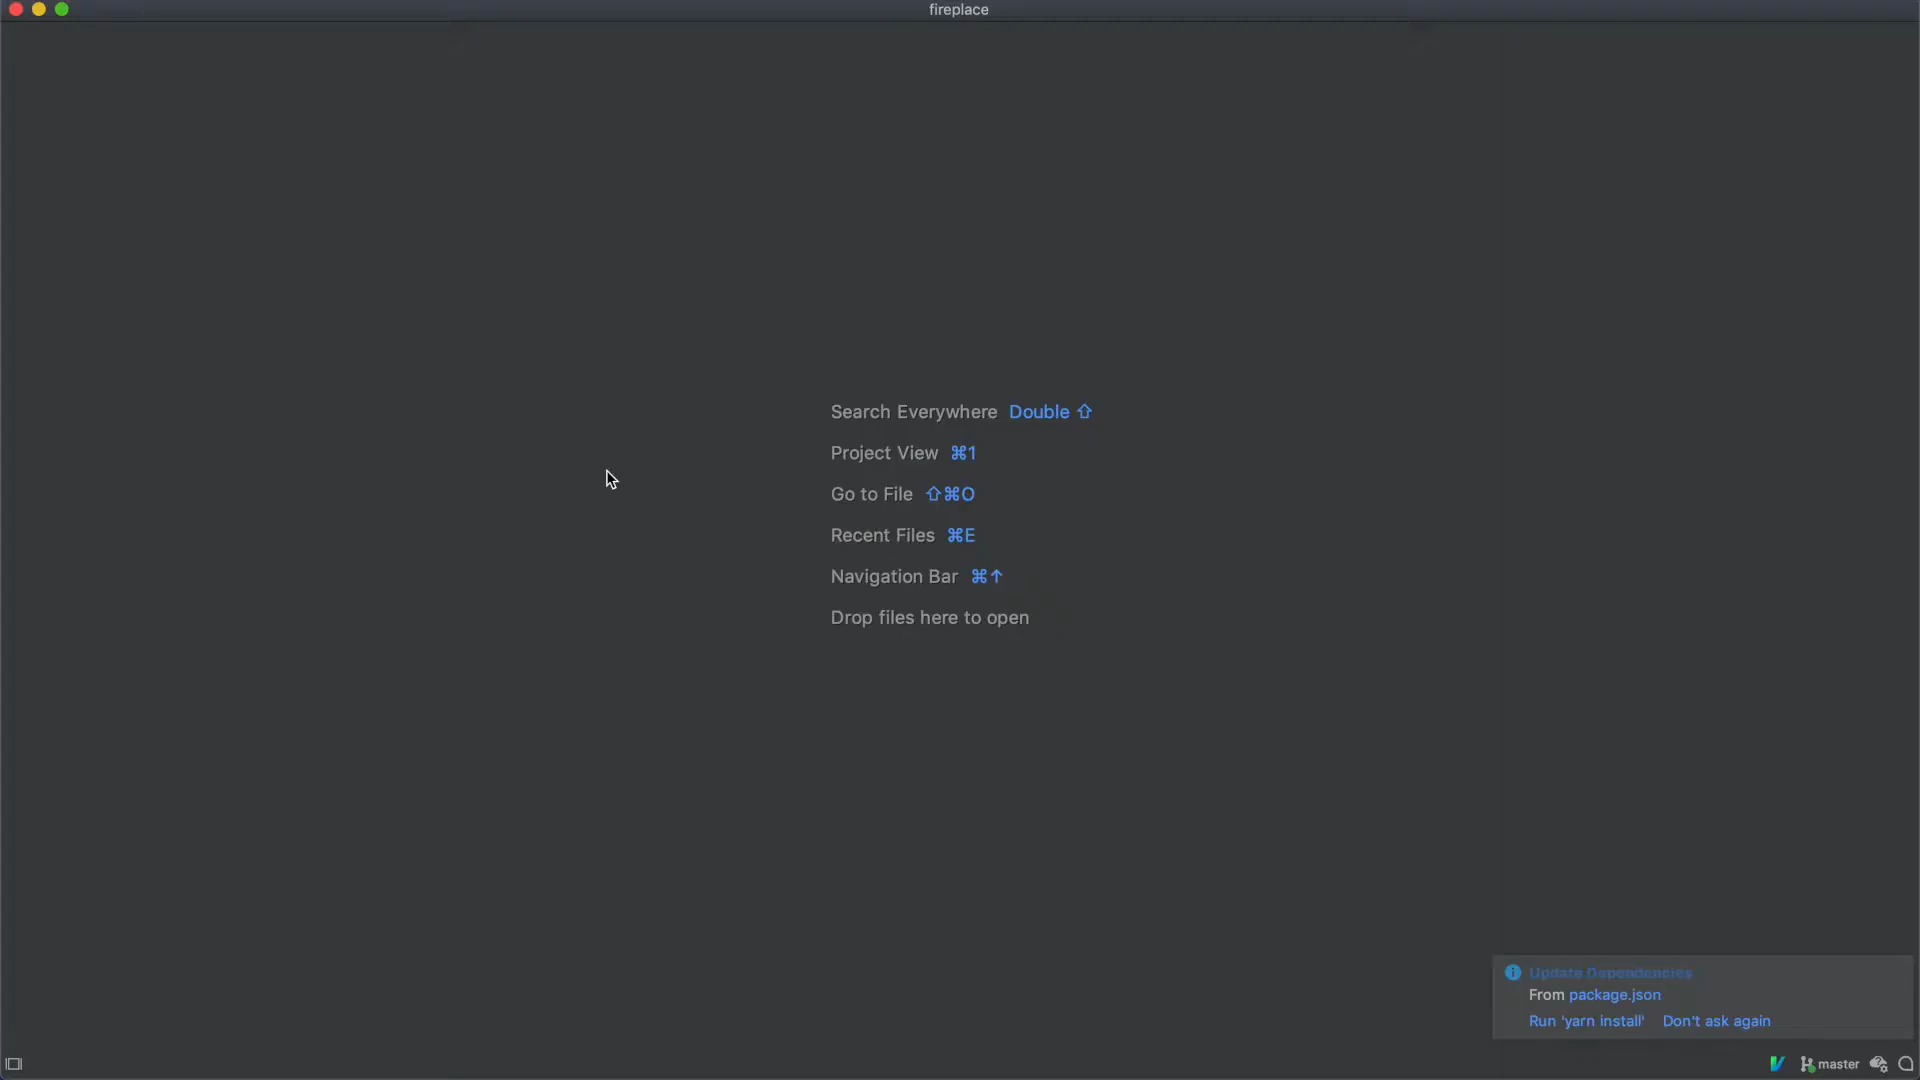 fireplace
Search Everywhere Double ⇧
Project View ⌘1
Go to File ⇧⌘O
Recent Files ⌘E
Navigation Bar ⌘↑
Drop files here to open
Update Dependencies
From package.json
Run 'yarn install' Don't ask again
master